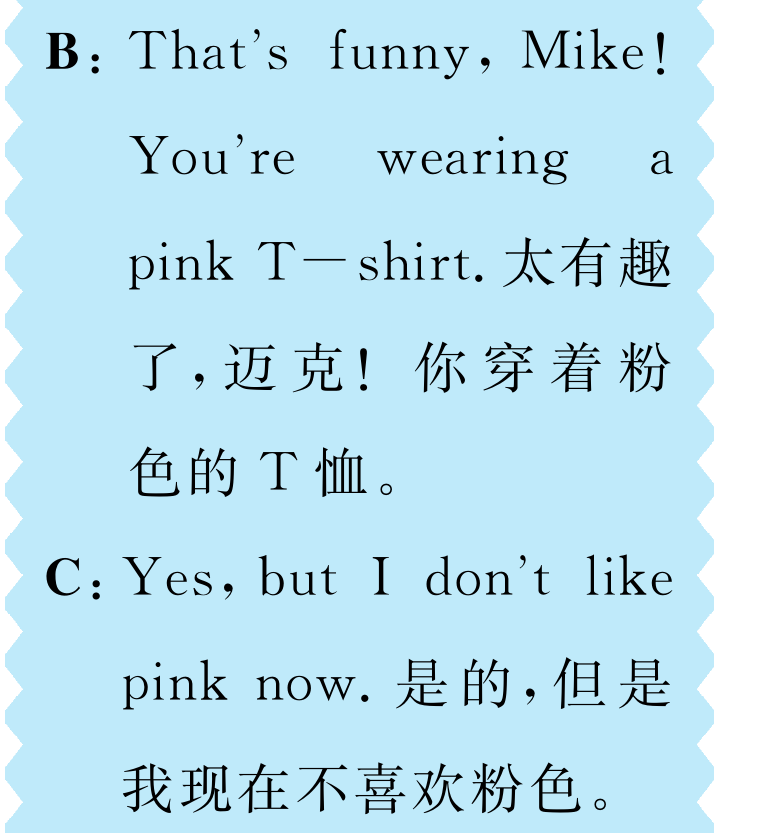 B: That's funny, Mike!
You're wearing a
pink T－shirt. 太有趣
了,迈克! 你穿着粉
色的 T 恤。
C: Yes, but I don't like
pink now. 是的,但是
我现在不喜欢粉色。